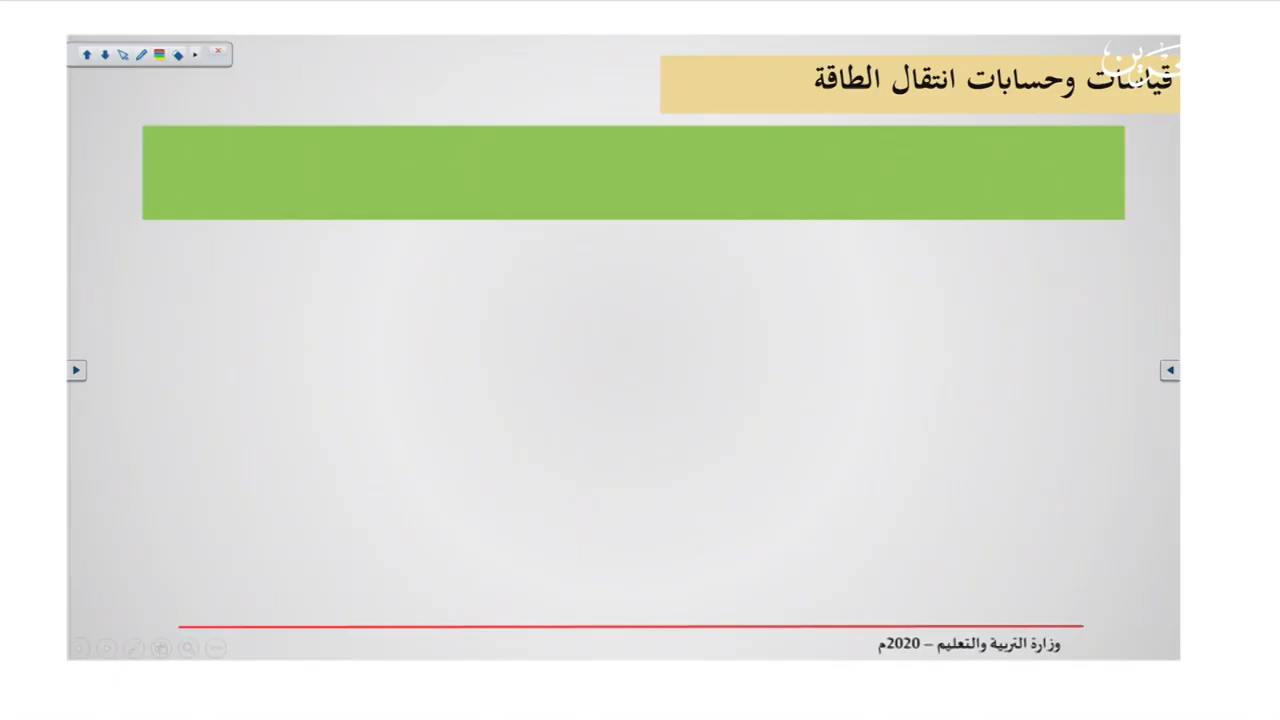 قياسات وحسابات انتقال الطاقة
وزارة التربية والتعليم – 2020م